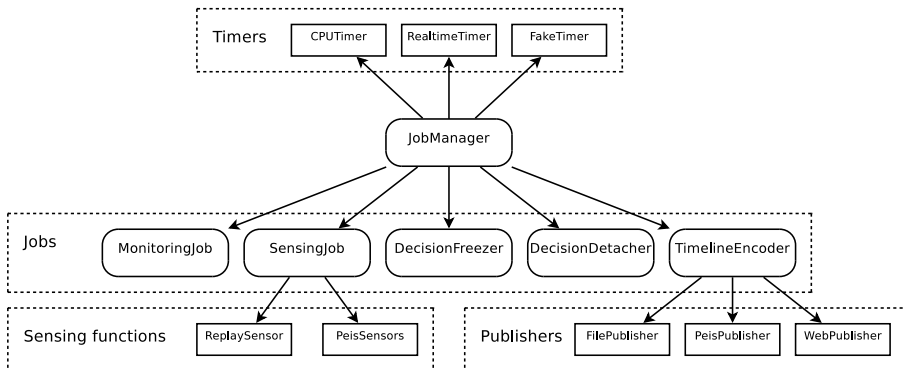 Timers
CPUTimer
RealtimeTimer
FakeTimer
JobManager
Jobs
MonitoringJob
SensingJob
DecisionFreezer
DecisionDetacher
TimelineEncoder
Sensing functions
ReplaySensor
PeisSensors
Publishers
FilePublisher
PeisPublisher
WebPublisher